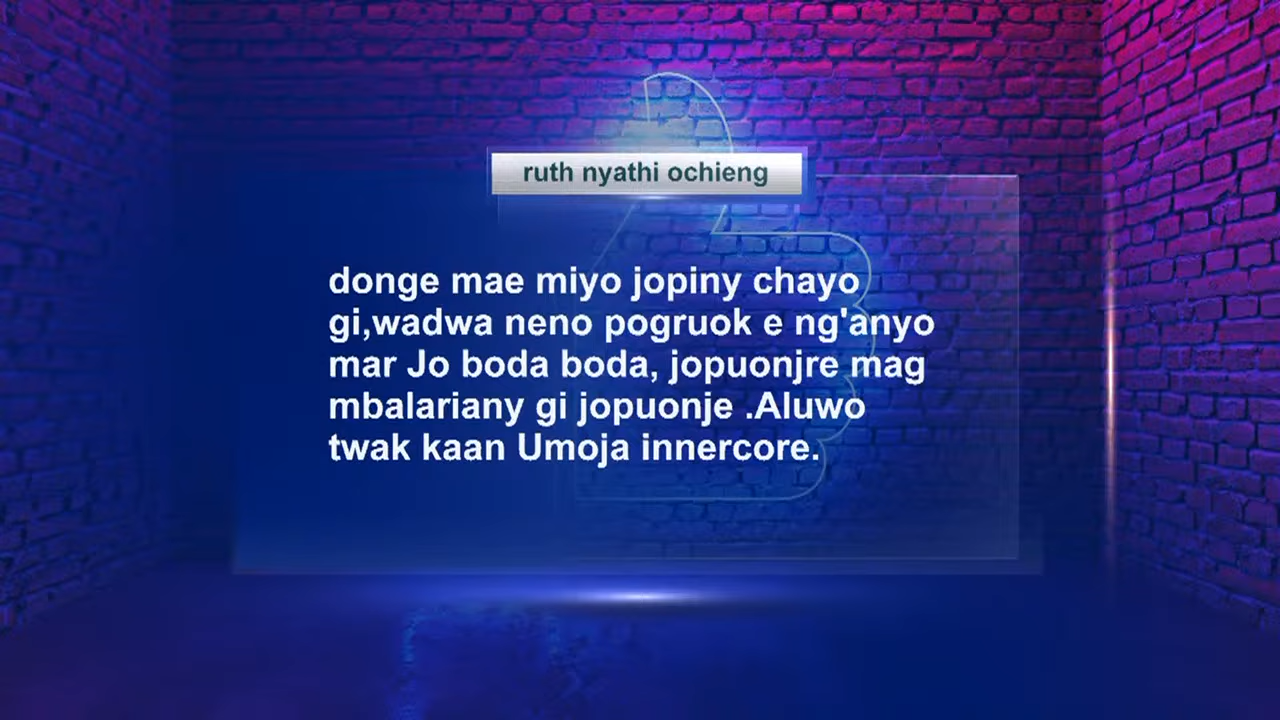 ruth nyathi ochieng
donge mae miyo jopiny chayo
gi,wadwa neno pogruok e ng'anyo
mar Jo boda boda, jopuonjre mag
mbalariany gi jopuonje .Aluwo
twak kaan Umoja innercore.